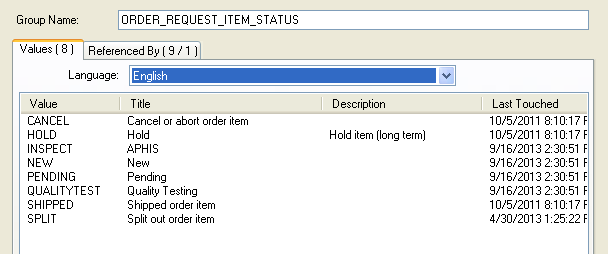 Group Name: ORDER_REQUEST_ITEM_STATUS
Values ( 8 ) Referenced By ( 9 / 1 )
Language: English
Value Title Description Last Touched
CANCEL Cancel or abort order item 10/5/2011 8:10:17 P
HOLD Hold Hold item (long term) 10/5/2011 8:10:17 P
INSPECT APHIS 9/16/2013 2:30:51 P
NEW New 9/16/2013 2:30:51 P
PENDING Pending 9/16/2013 2:30:51 P
QUALITYTEST Quality Testing 9/16/2013 2:30:51 P
SHIPPED Shipped order item 10/5/2011 8:10:17 P
SPLIT Split out order item 4/30/2013 1:25:22 P